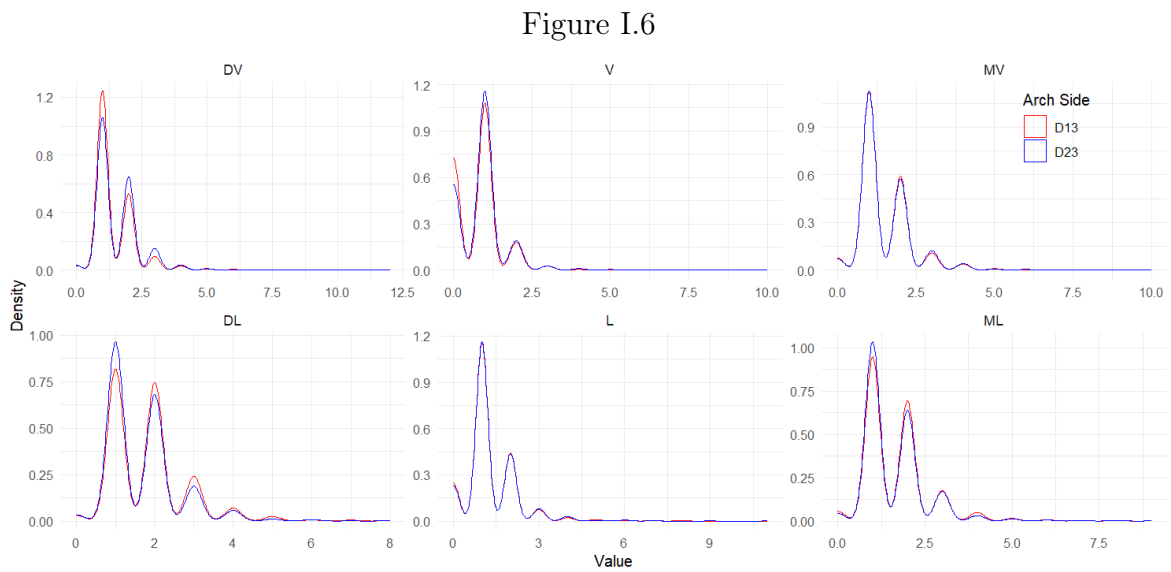 Figure I.6
DV
V
MV
1.2
0.8
0.4
0.0
0.0 2.5 5.0 7.5 10.0 12.5
1.2
0.9
0.6
0.3
0.0
0.0 2.5 5.0 7.5 10.0
0.9
0.6
0.3
0.0
0.0 2.5 5.0 7.5 10.0
Arch Side
D13
D23
Density
DL
L
ML
1.00
0.75
0.50
0.25
0.00
0 2 4 6 8
1.2
0.9
0.6
0.3
0.0
0 3 6 9
1.00
0.75
0.50
0.25
0.00
0.0 2.5 5.0 7.5
Value